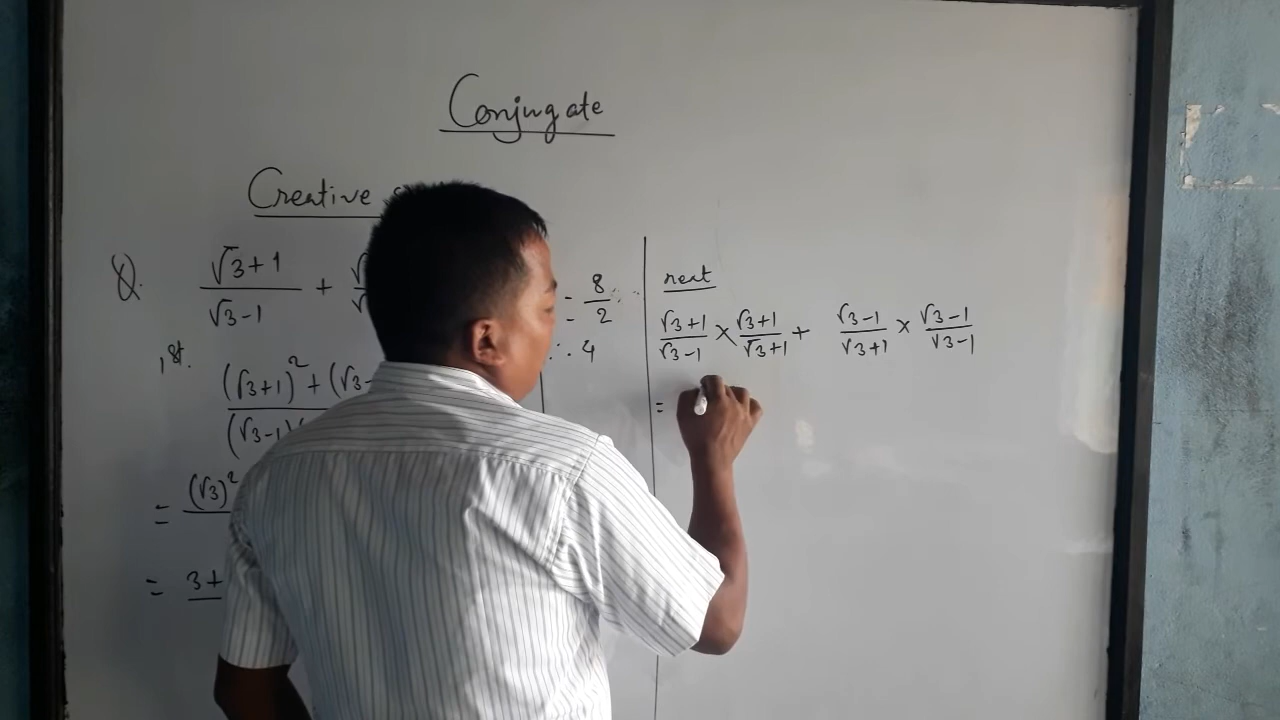 Conjugate
Creative
Q. (√3+1)/(√3-1) + √
1st. (√3+1)² + (√3-
(√3-1)(
= (√3)²
= 3+
= 8/2
∴ 4
next
(√3+1)/(√3-1) × (√3+1)/(√3+1) + (√3-1)/(√3+1) × (√3-1)/(√3-1)
=